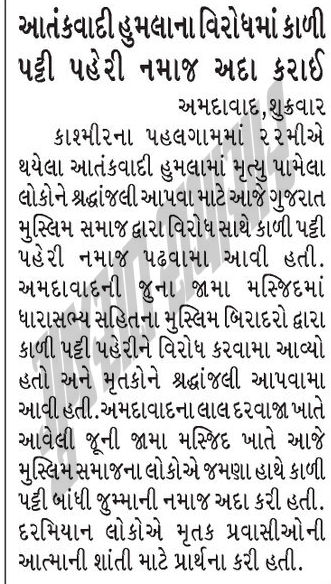 આતંકવાદી હુમલાના વિરોધમાં કાળી
પટ્ટી પહેરી નમાજ અદા કરાઈ
અમદાવાદ,શુક્રવાર
કાશ્મીરના પહલગામમાં ૨૨મીએ
થયેલા આતંકવાદી હુમલામાં મૃત્યુ પામેલા
લોકોને શ્રદ્ધાંજલી આપવા માટે આજે ગુજરાત
મુસ્લિમ સમાજ દ્વારા વિરોધ સાથે કાળી પટ્ટી
પહેરી નમાજ પઢવામા આવી હતી.
અમદાવાદની જુના જામા મસ્જિદમાં
ધારાસભ્ય સહિતના મુસ્લિમ બિરાદરો દ્વારા
કાળી પટ્ટી પહેરીને વિરોધ કરવામા આવ્યો
હતો અને મૃતકોને શ્રદ્ધાંજલી આપવામા
આવી હતી.અમદાવાદના લાલ દરવાજા ખાતે
આવેલી જૂની જામા મસ્જિદ ખાતે આજે
મુસ્લિમ સમાજના લોકોએ જમણા હાથે કાળી
પટ્ટી બાંધી જુમ્માની નમાજ અદા કરી હતી.
દરમિયાન લોકોએ મૃતક પ્રવાસીઓની
આત્માની શાંતી માટે પ્રાર્થના કરી હતી.